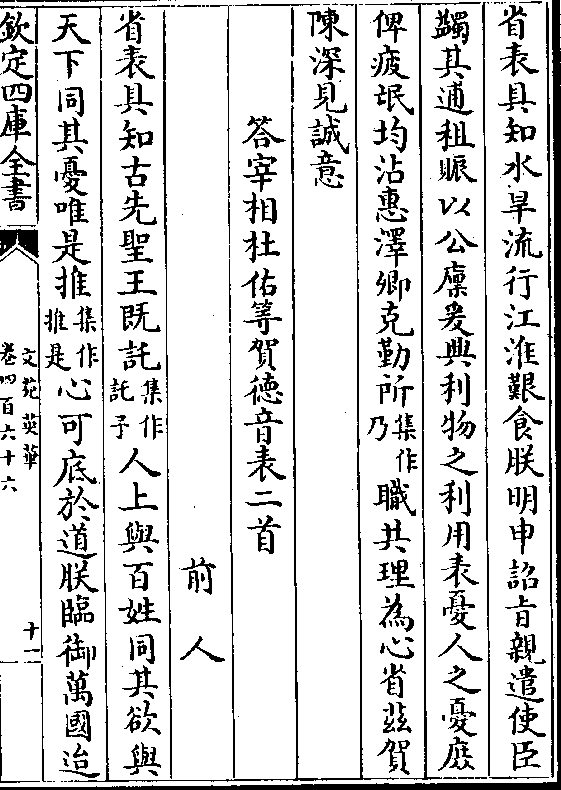 省表具知水旱流行江淮艱食朕明申詔旨親遣使臣
蠲其逋租賑以公廩爰興利物之利用表憂人之憂庶
俾疲氓均沾惠澤卿克勤所集作乃職共理為心省茲賀
陳深見誠意
答宰相杜佑等賀德音表二首
前人
省表具知古先聖王既託集作託予人上與百姓同其欲與
天下同其憂唯是推集作推是心可底於道朕臨御萬國迨
欽定四庫全書
文苑英華
卷四百六十六
十一